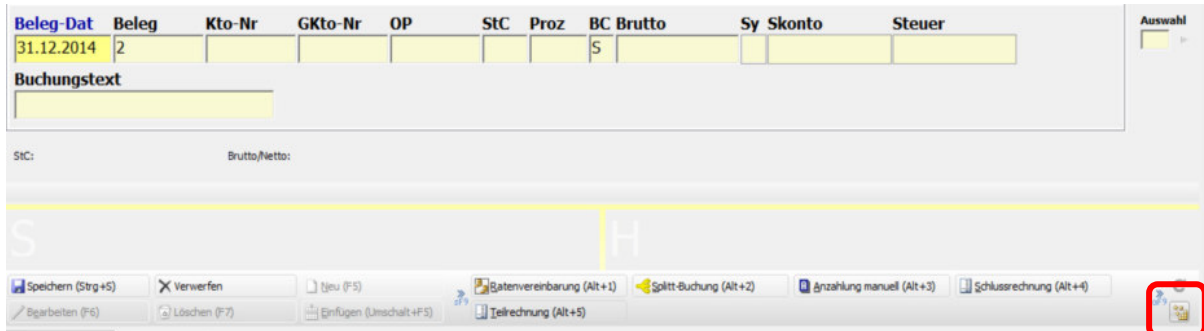 Beleg-Dat Beleg Kto-Nr GKto-Nr OP StC Proz BC Brutto Sy Skonto Steuer Auswahl
31.12.2014 2 S
Buchungstext
StC: Brutto/Netto:
S H
Speichern (Strg+S) Verwerfen Neu (F5) Ratenvereinbarung (Alt+1) Splitt-Buchung (Alt+2) Anzahlung manuell (Alt+3) Schlussrechnung (Alt+4)
Bearbeiten (F6) Löschen (F7) Einfügen (Umschalt+F5) Teilrechnung (Alt+5)